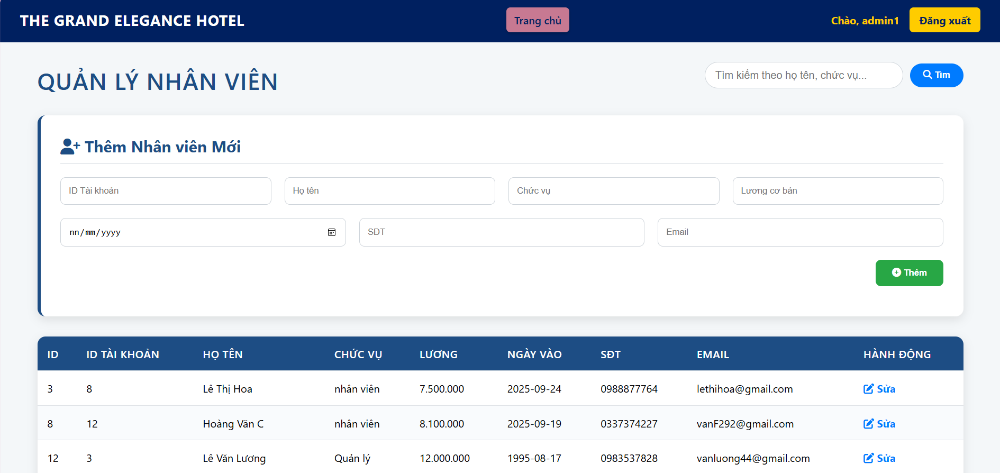 THE GRAND ELEGANCE HOTEL
Trang chủ
Chào, admin1
Đăng xuất
QUẢN LÝ NHÂN VIÊN
Tìm kiếm theo họ tên, chức vụ...
Tìm
Thêm Nhân viên Mới
ID Tài khoản
Họ tên
Chức vụ
Lương cơ bản
nn/mm/yyyy
SĐT
Email
Thêm
ID ID TÀI KHOẢN HỌ TÊN CHỨC VỤ LƯƠNG NGÀY VÀO SĐT EMAIL HÀNH ĐỘNG
3 8 Lê Thị Hoa nhân viên 7.500.000 2025-09-24 0988877764 lethihoa@gmail.com Sửa
8 12 Hoàng Văn C nhân viên 8.100.000 2025-09-19 0337374227 vanF292@gmail.com Sửa
12 3 Lê Văn Lương Quản lý 12.000.000 1995-08-17 0983537828 vanluong44@gmail.com Sửa